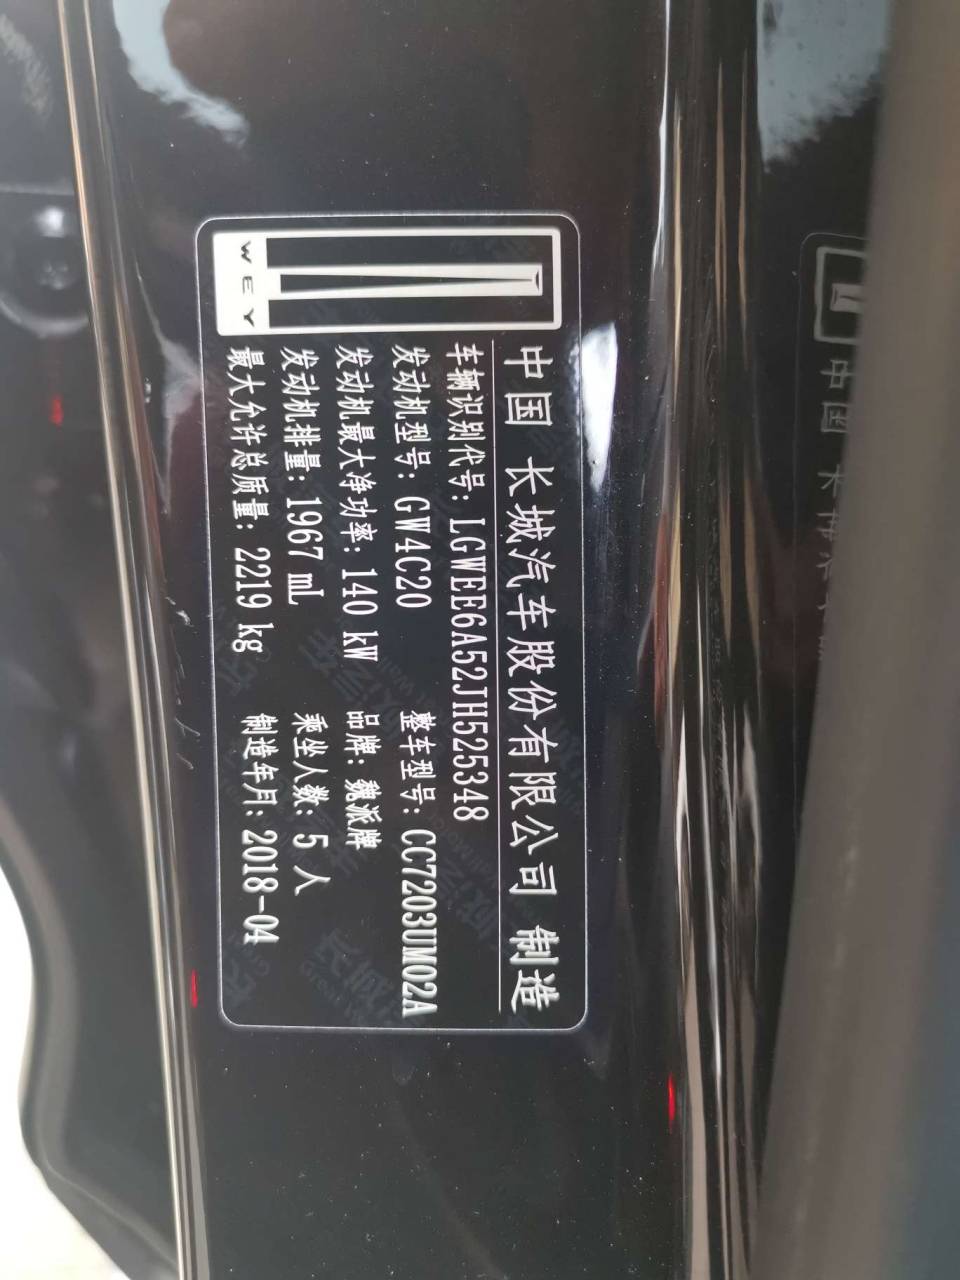 WEY
中国 长城汽车股份有限公司 制造
车辆识别代号: LGWEE6A52JH525348
发动机型号: GW4C20 整车型号: CC7203UM02A
发动机最大净功率: 140 kW 品牌: 魏派牌
发动机排量: 1967 mL 乘坐人数: 5 人
最大允许总质量: 2219 kg 制造年月: 2018-04
中国